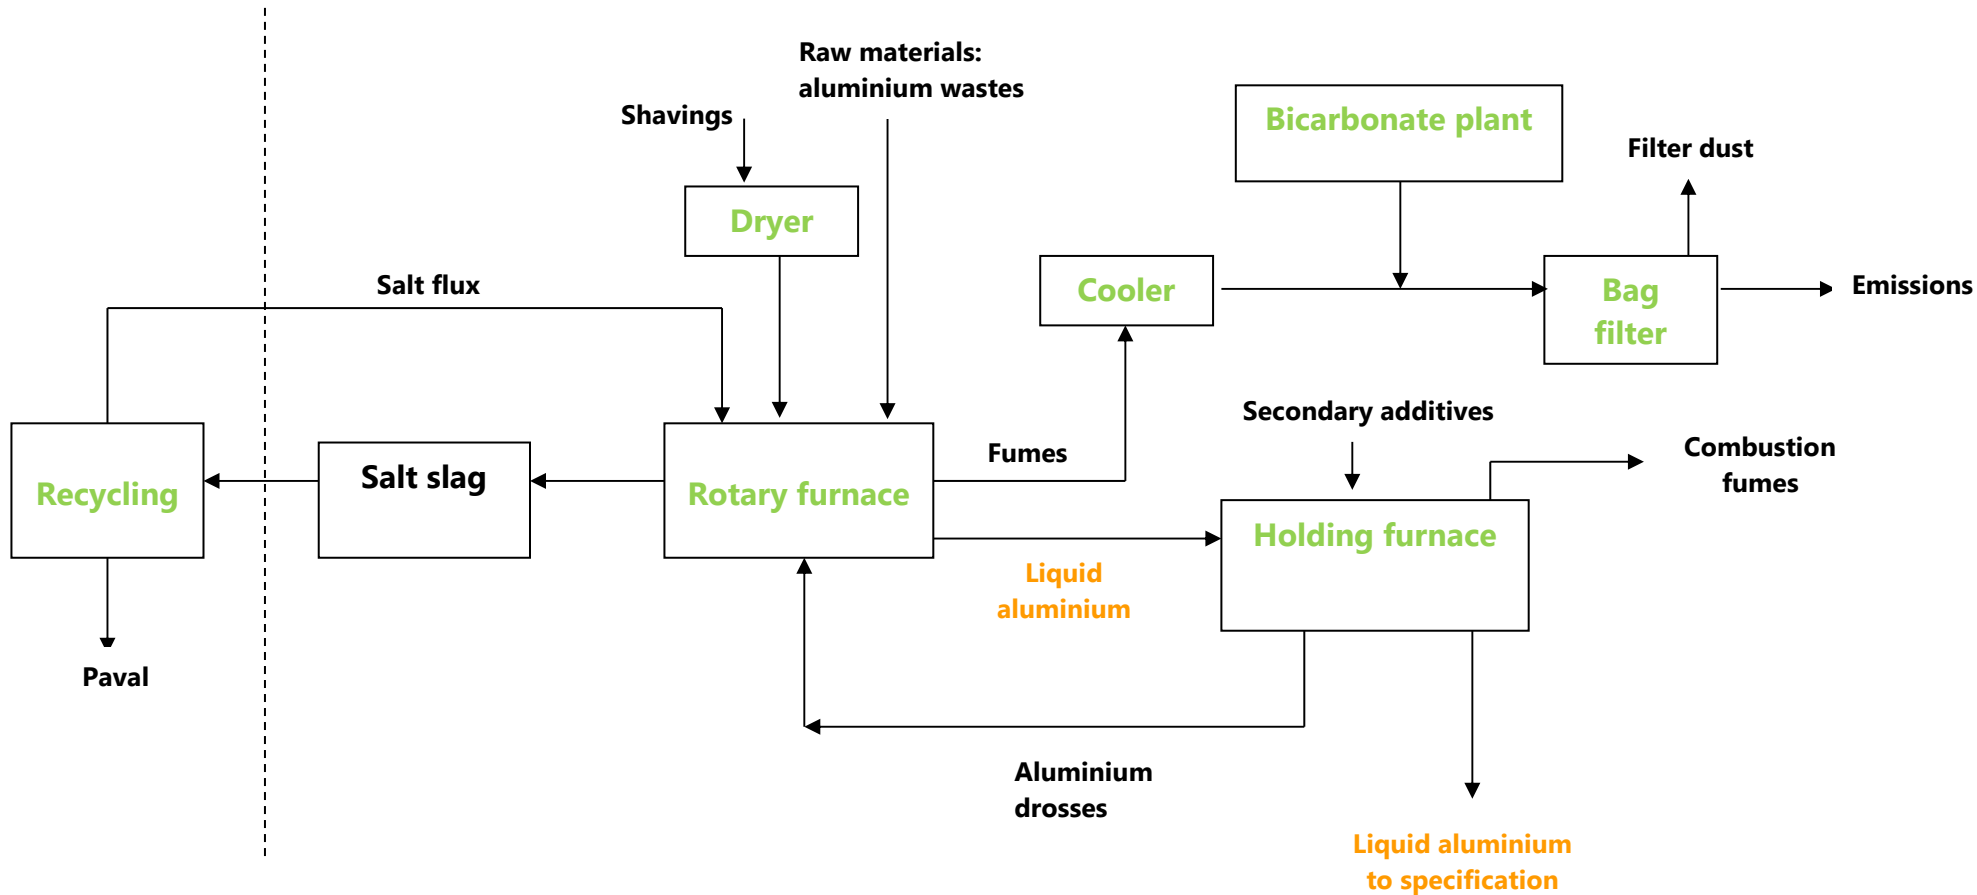 Raw materials:
aluminium wastes
Shavings
Bicarbonate plant
Filter dust
Dryer
Salt flux
Cooler
Bag
filter
Emissions
Secondary additives
Combustion
fumes
Recycling
Salt slag
Rotary furnace
Fumes
Holding furnace
Liquid
aluminium
Paval
Aluminium
drosses
Liquid aluminium
to specification